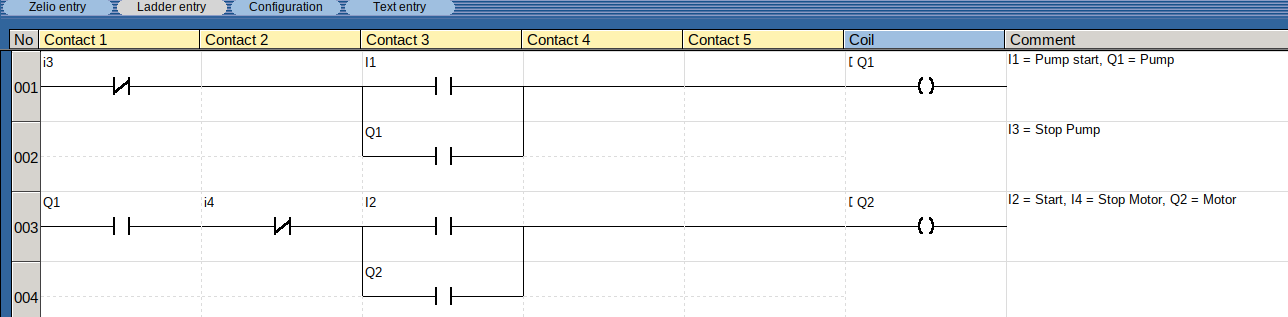 Zelio entry Ladder entry Configuration Text entry
No Contact 1 Contact 2 Contact 3 Contact 4 Contact 5 Coil Comment
i3 I1 [ Q1 I1 = Pump start, Q1 = Pump
001
Q1 I3 = Stop Pump
002
Q1 i4 I2 [ Q2 I2 = Start, I4 = Stop Motor, Q2 = Motor
003
Q2
004